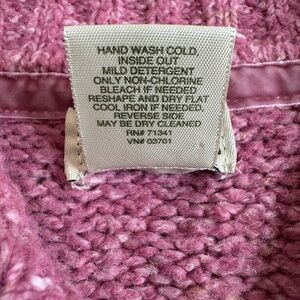 HAND WASH COLD,
INSIDE OUT
MILD DETERGENT
ONLY NON-CHLORINE
BLEACH IF NEEDED
RESHAPE AND DRY FLAT
COOL IRON IF NEEDED,
REVERSE SIDE
MAY BE DRY CLEANED
RN# 71341
VN# 03701